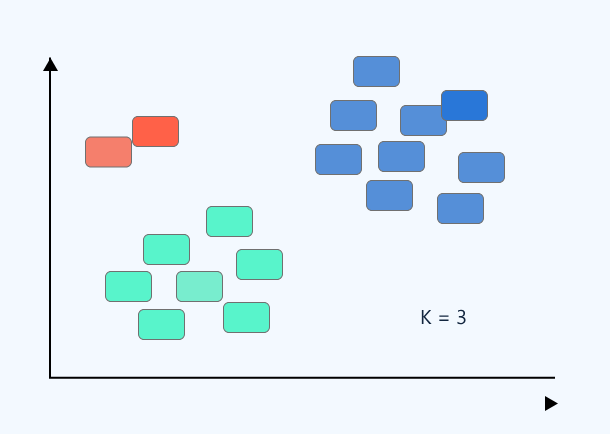 K = 3